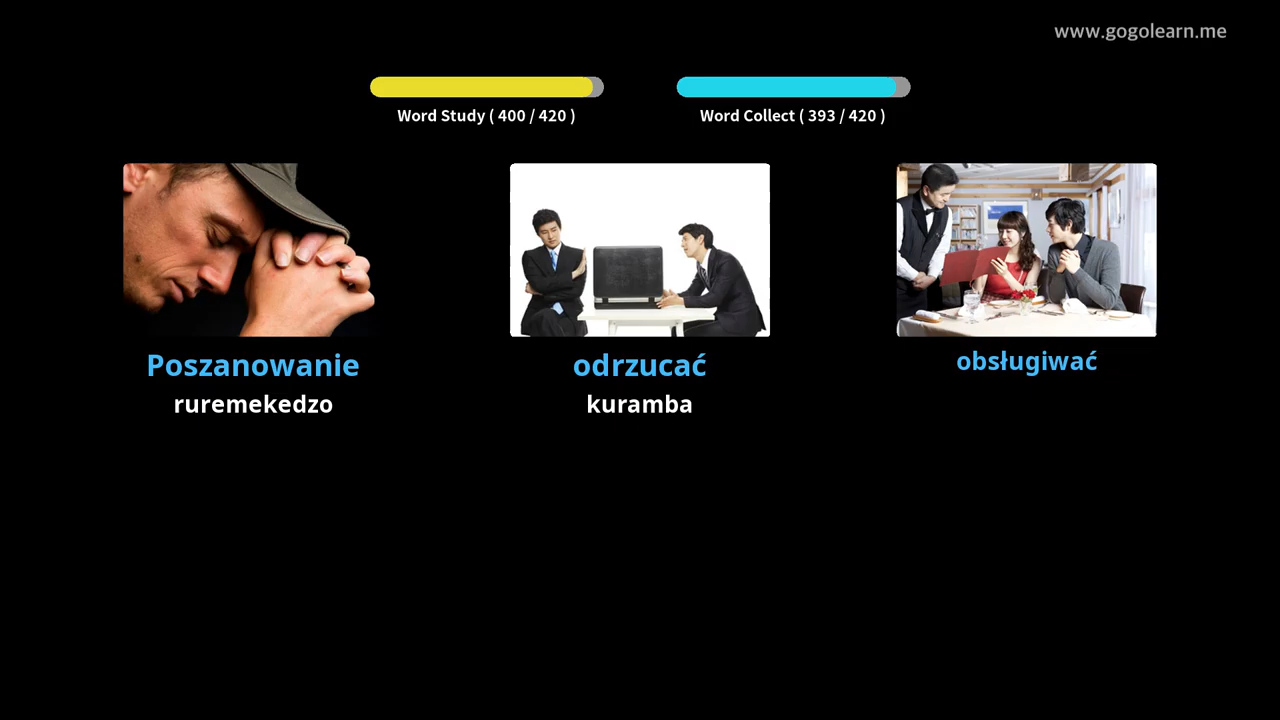 www.gogolearn.me
Word Study ( 400 / 420 )
Word Collect ( 393 / 420 )
Poszanowanie
ruremekedzo
odrzucać
kuramba
obsługiwać